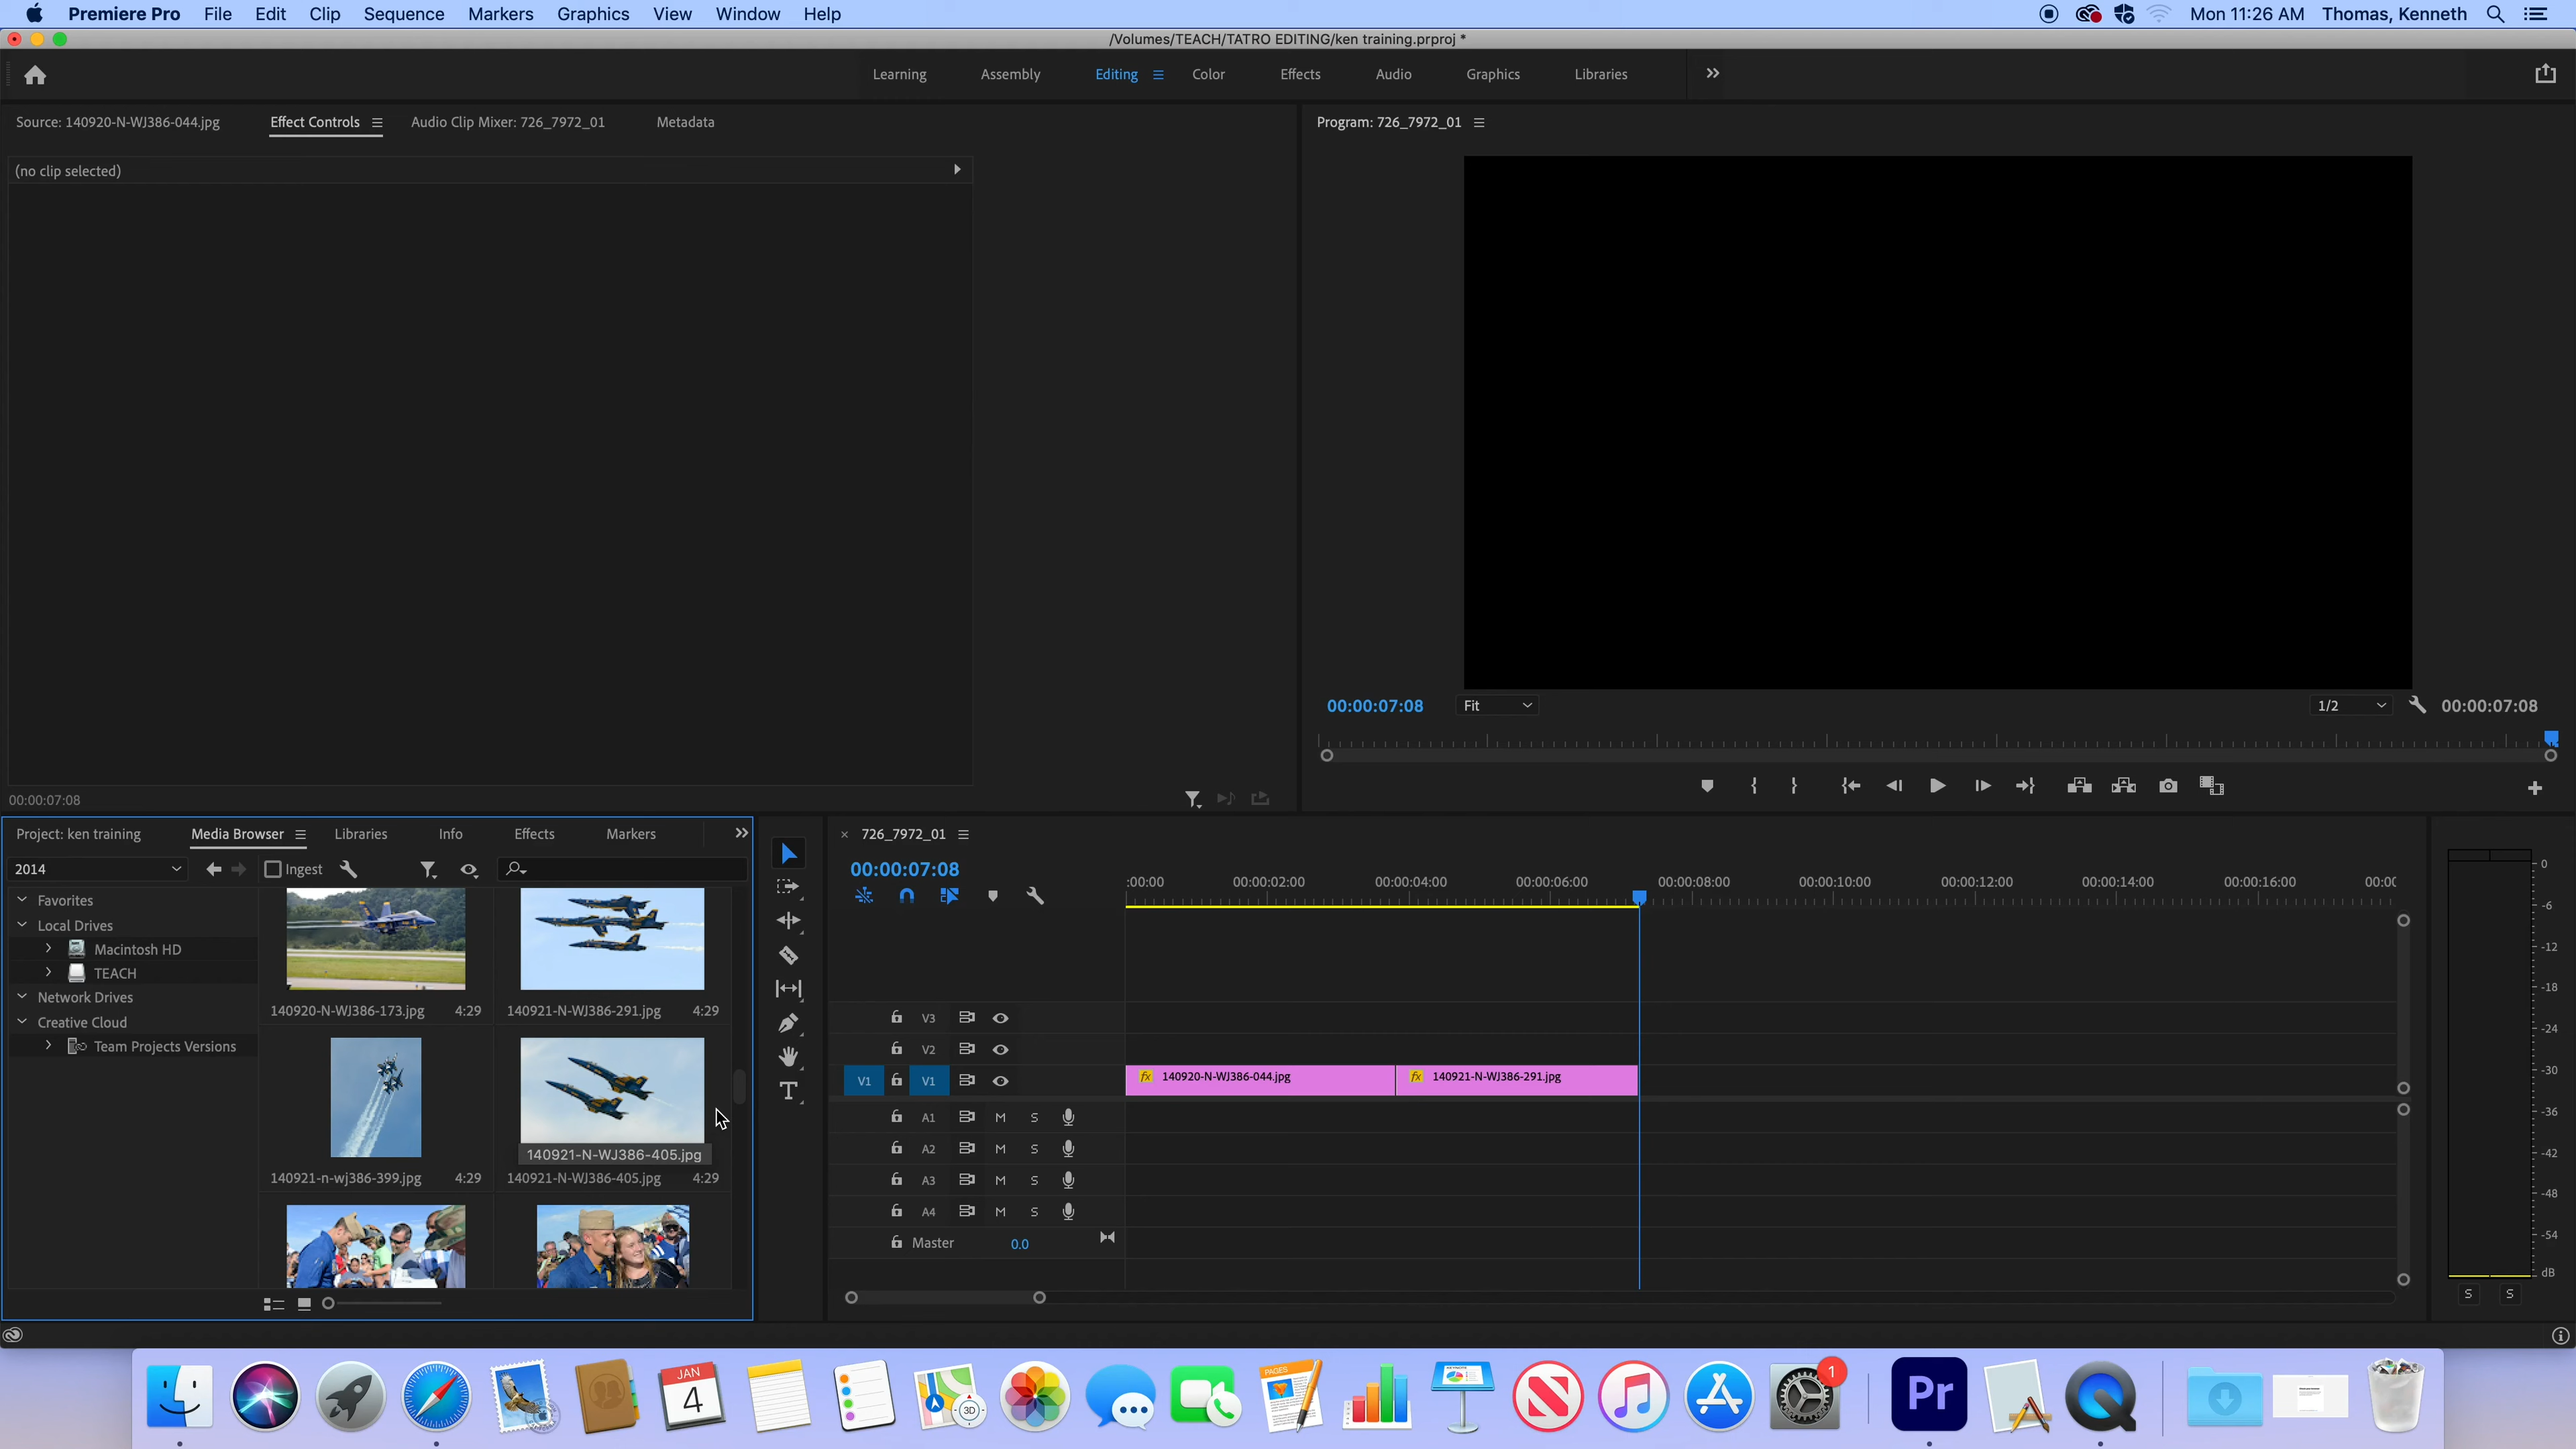 Premiere Pro File Edit Clip Sequence Markers Graphics View Window Help Mon 11:26 AM Thomas, Kenneth
/Volumes/TEACH/TATRO EDITING/ken training.prproj *
Learning Assembly Editing Color Effects Audio Graphics Libraries
Source: 140920-N-WJ386-044.jpg Effect Controls Audio Clip Mixer: 726_7972_01 Metadata
Program: 726_7972_01
(no clip selected)
00:00:07:08 Fit 1/2 00:00:07:08
00:00:07:08
Project: ken training Media Browser Libraries Info Effects Markers
2014 Ingest
Favorites
Local Drives
Macintosh HD
TEACH
Network Drives
Creative Cloud
Team Projects Versions
140920-N-WJ386-173.jpg 4:29 140921-N-WJ386-291.jpg 4:29
140921-N-WJ386-405.jpg
140921-n-wj386-399.jpg 4:29 140921-N-WJ386-405.jpg 4:29
726_7972_01
00:00:07:08
:00:00 00:00:02:00 00:00:04:00 00:00:06:00 00:00:08:00 00:00:10:00 00:00:12:00 00:00:14:00 00:00:16:00 00:00
V3
V2
V1 V1 fx 140920-N-WJ386-044.jpg fx 140921-N-WJ386-291.jpg
A1 M S
A2 M S
A3 M S
A4 M S
Master 0.0
0
-6
-12
-18
-24
-30
-36
-42
-48
-54
dB
S S
JAN
4
3D
PAGES
1
Pr